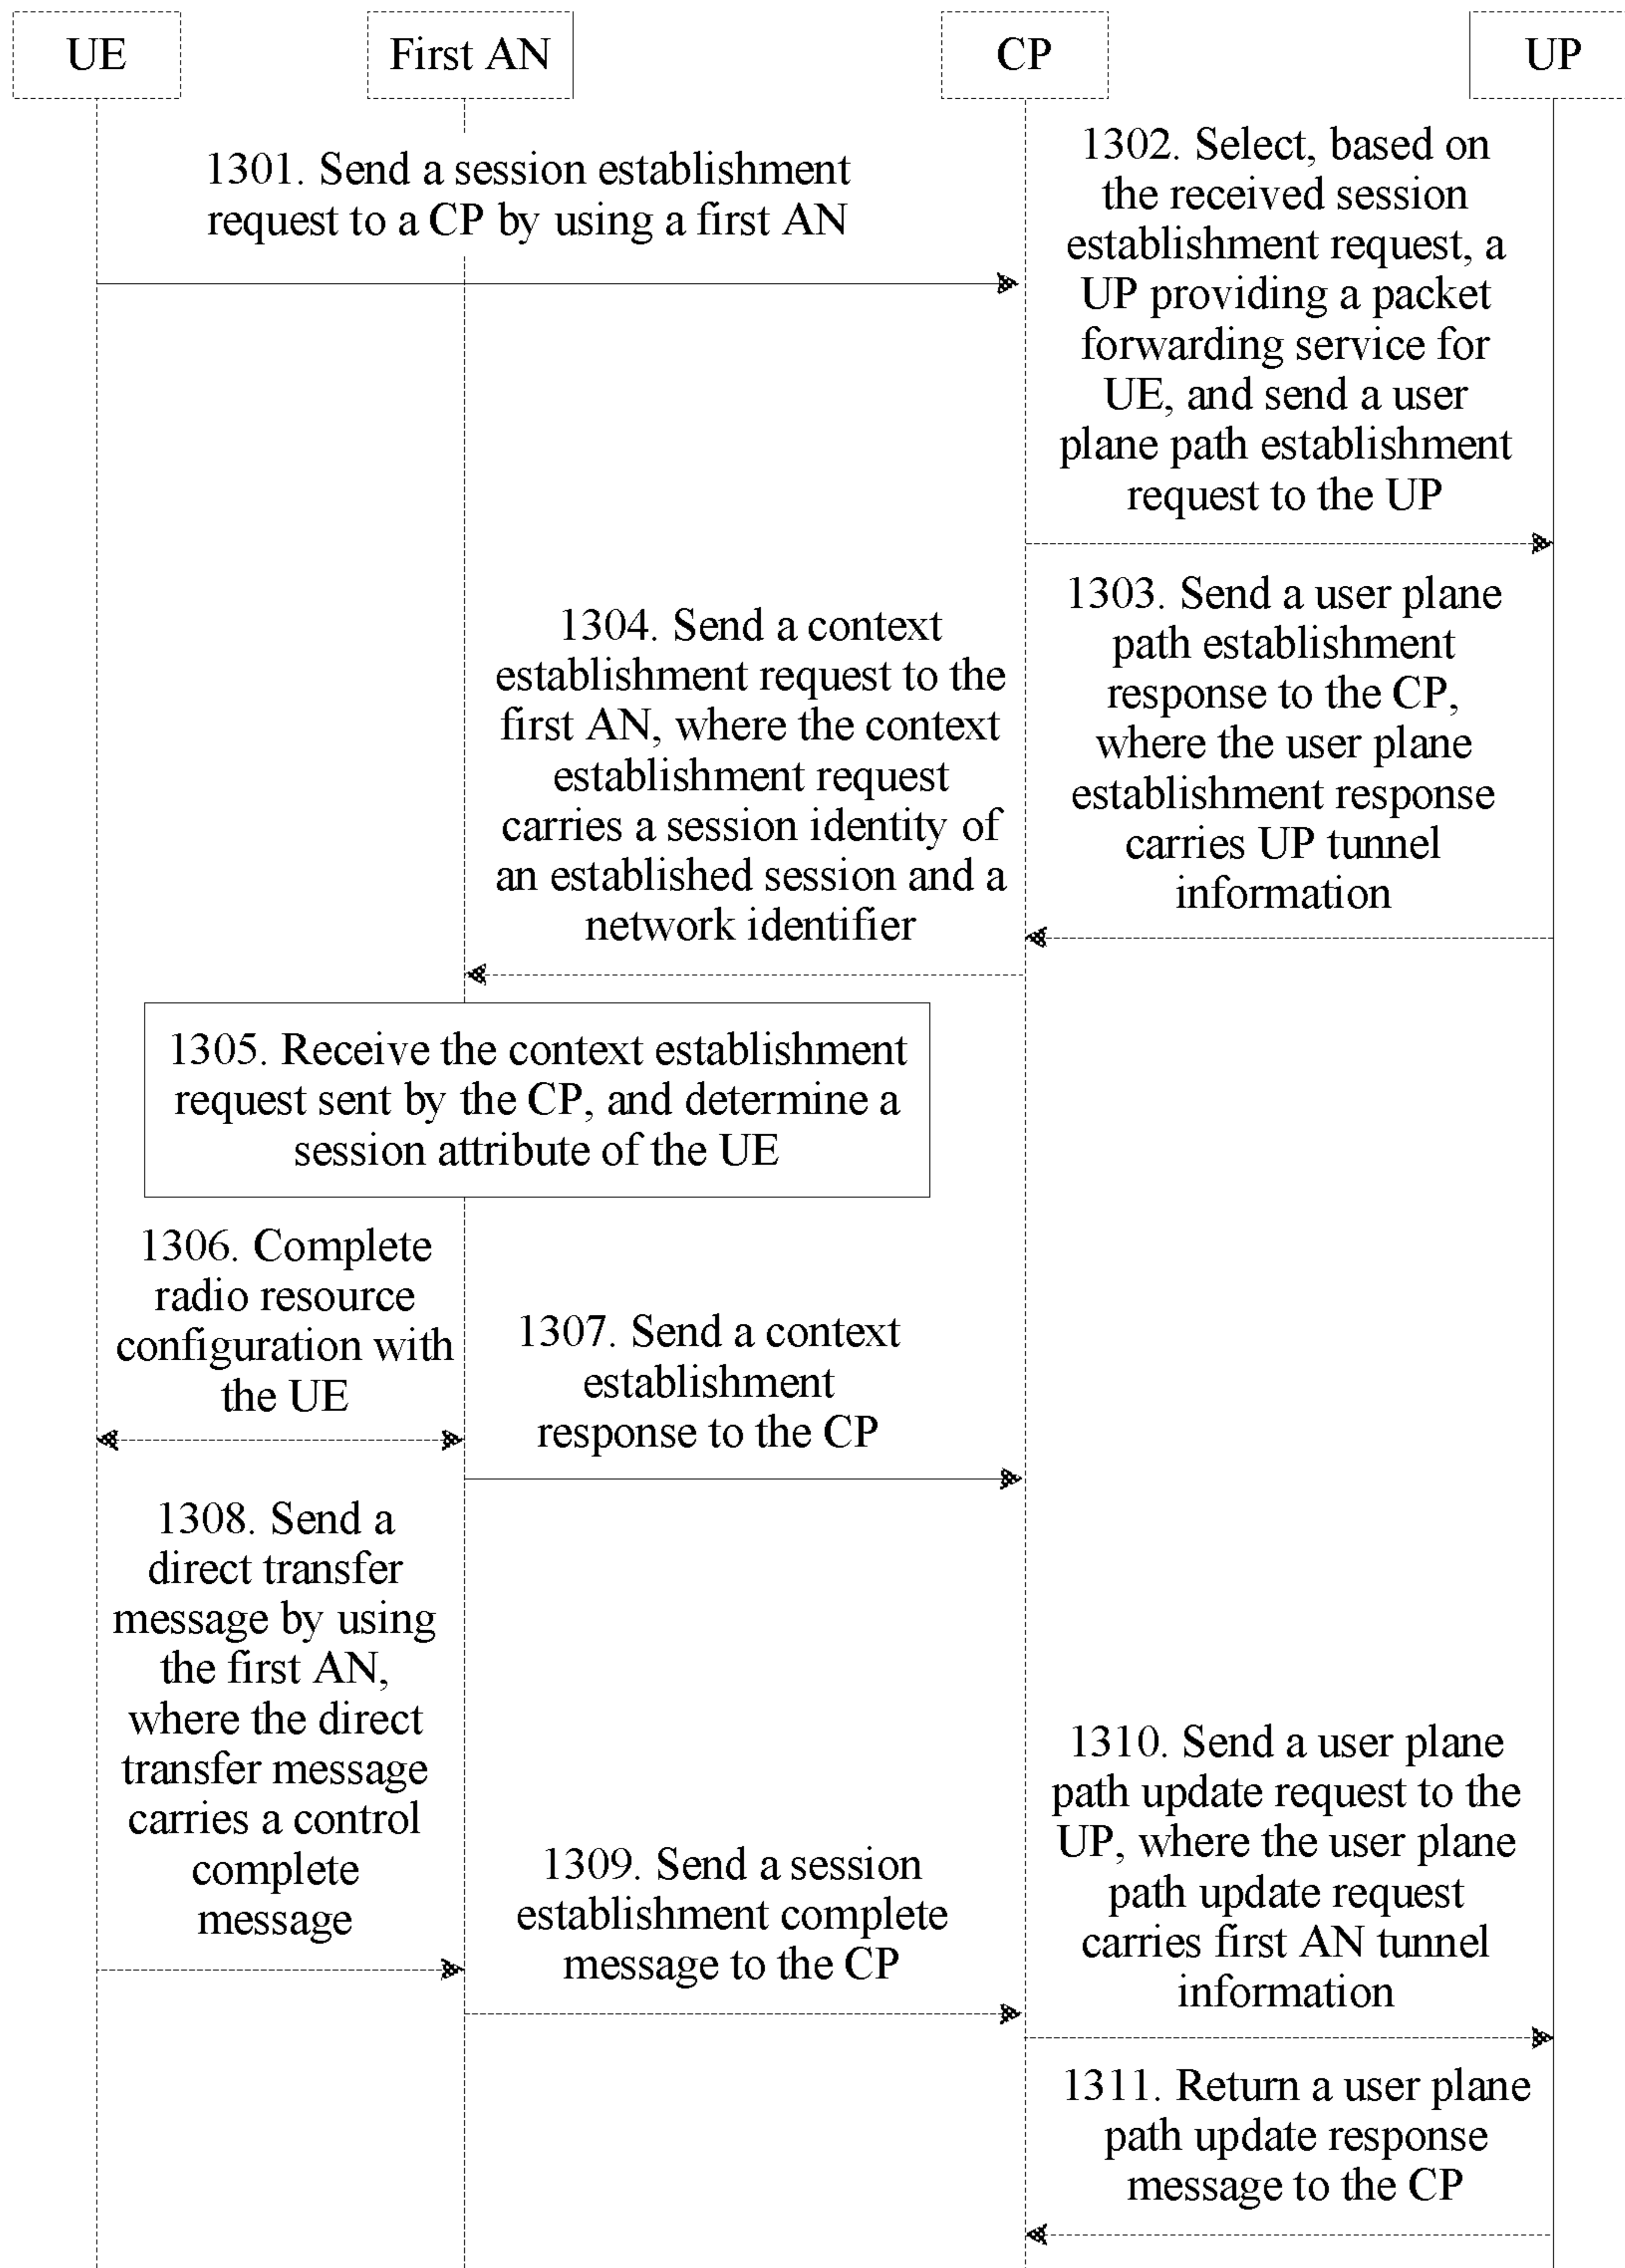 UE
First AN
CP
UP
1301. Send a session establishment
request to a CP by using a first AN
1302. Select, based on
the received session
establishment request, a
UP providing a packet
forwarding service for
UE, and send a user
plane path establishment
request to the UP
1303. Send a user plane
path establishment
response to the CP,
where the user plane
establishment response
carries UP tunnel
information
1304. Send a context
establishment request to the
first AN, where the context
establishment request
carries a session identity of
an established session and a
network identifier
1305. Receive the context establishment
request sent by the CP, and determine a
session attribute of the UE
1306. Complete
radio resource
configuration with
the UE
1307. Send a context
establishment
response to the CP
1308. Send a
direct transfer
message by using
the first AN,
where the direct
transfer message
carries a control
complete
message
1309. Send a session
establishment complete
message to the CP
1310. Send a user plane
path update request to the
UP, where the user plane
path update request
carries first AN tunnel
information
1311. Return a user plane
path update response
message to the CP